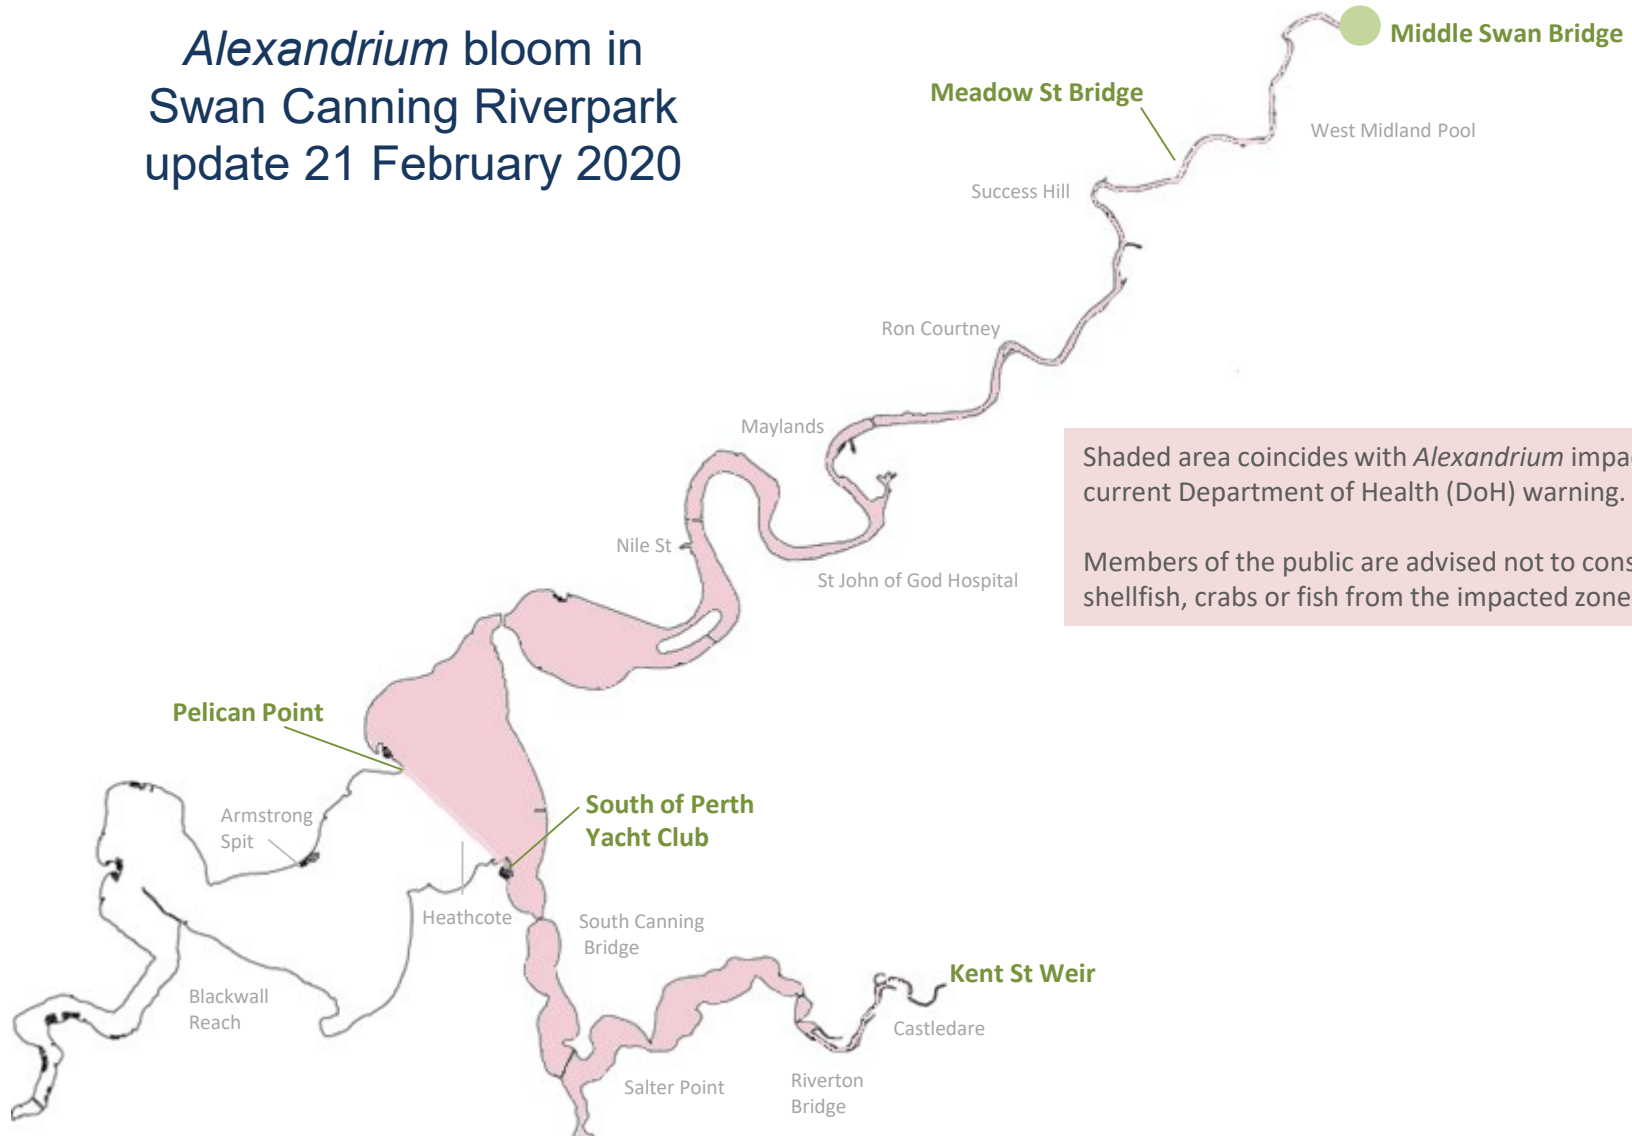 Alexandrium bloom in
Swan Canning Riverpark
update 21 February 2020
Middle Swan Bridge
Meadow St Bridge
West Midland Pool
Success Hill
Ron Courtney
Maylands
Shaded area coincides with Alexandrium
current Department of Health (DoH) warning.
Members of the public are advised not to
shellfish, crabs or fish from the impacted zone
Nile St
St John of God Hospital
Pelican Point
Armstrong
Spit
South of Perth
Yacht Club
Heathcote
South Canning
Bridge
Kent St Weir
Blackwall
Reach
Castledare
Salter Point
Riverton
Bridge